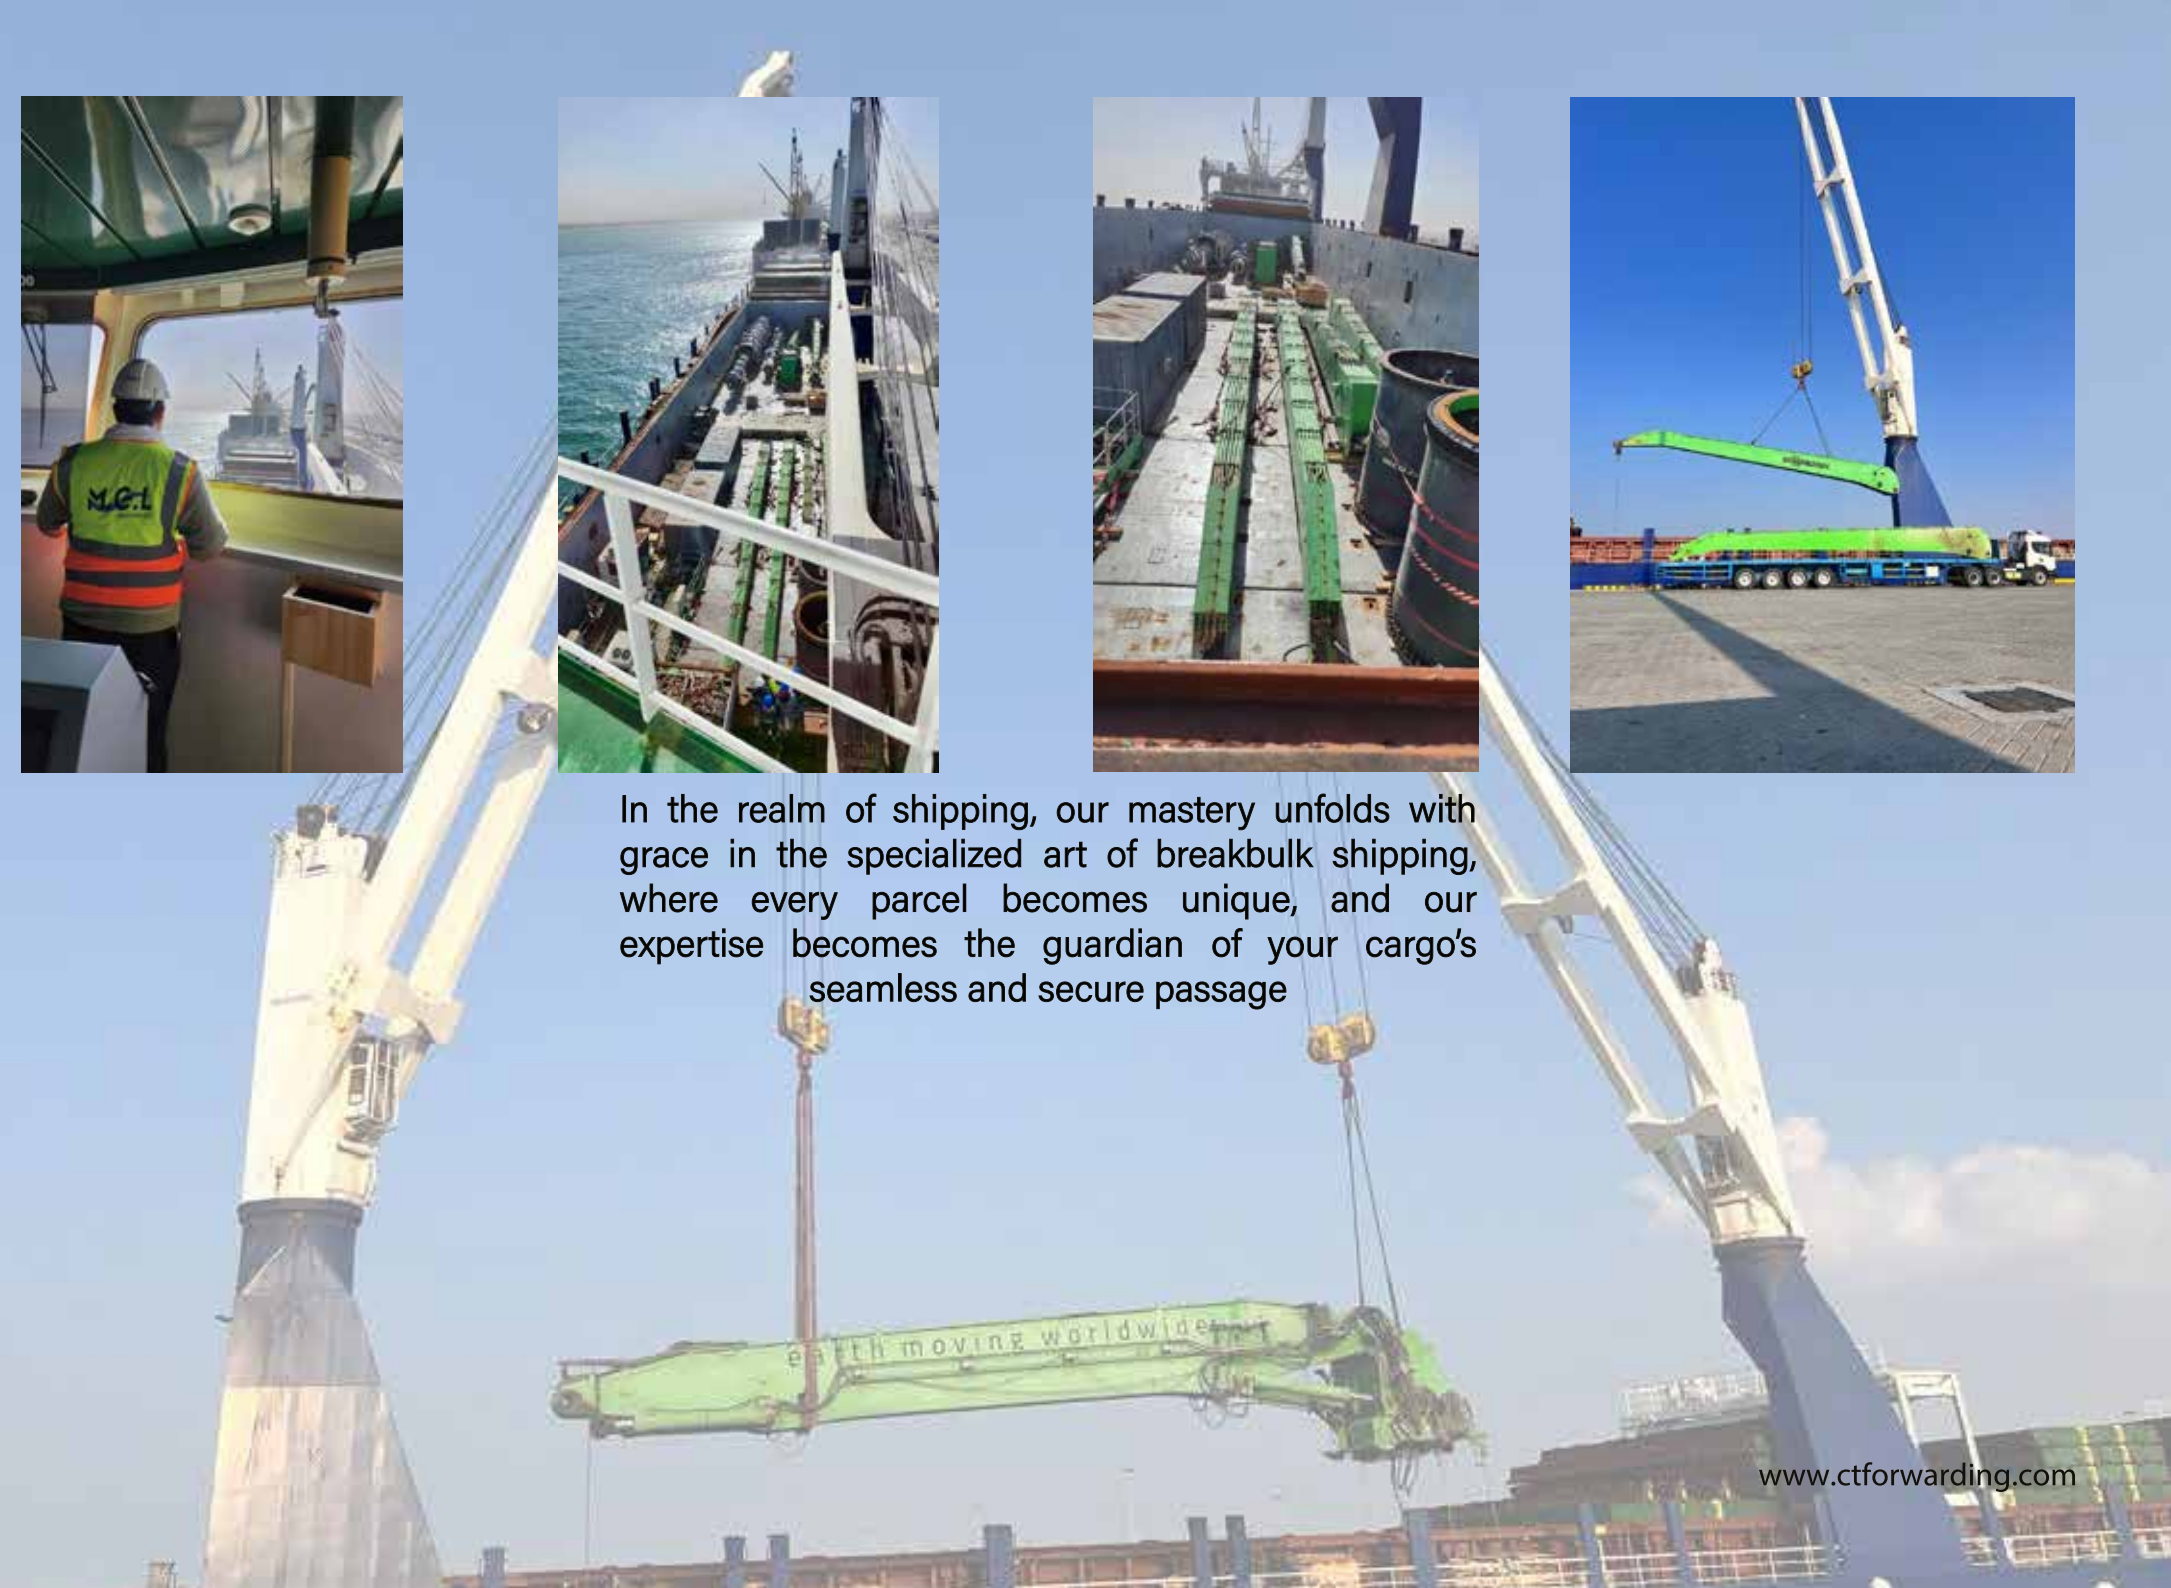 M.G.L
In the realm of shipping, our mastery unfolds with
grace in the specialized art of breakbulk shipping,
where every parcel becomes unique, and our
expertise becomes the guardian of your cargo's
seamless and secure passage
earth moving worldwide
www.ctforwarding.com